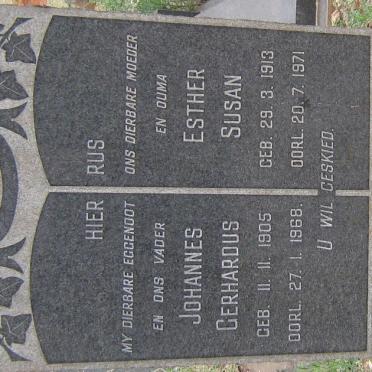 HIER RUS
MY DIERBARE EGGENOOT
EN ONS VADER
JOHANNES
GERHARDUS
GEB. 11. 11. 1905
OORL. 27. 1. 1968.
ONS DIERBARE MOEDER
EN OUMA
ESTHER
SUSAN
GEB. 29. 3. 1913
OORL. 20. 7. 1971
U WIL GESKIED.